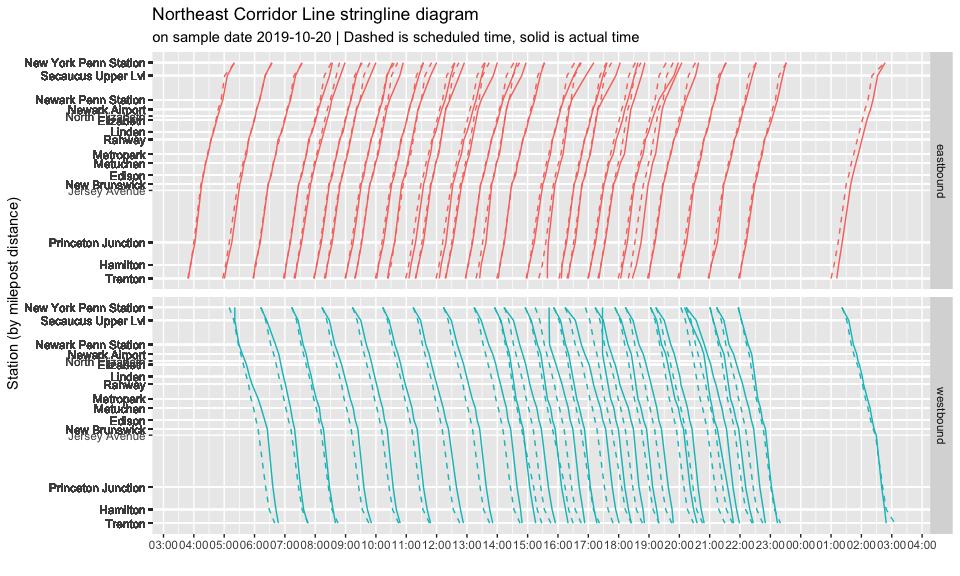 Northeast Corridor Line stringline diagram
on sample date 2019-10-20 | Dashed is scheduled time, solid is actual time
Station (by milepost distance)
New York Penn Station
Secaucus Upper Lvl
Newark Penn Station
Newark Airport
North Elizabeth
Elizabeth
Linden
Rahway
Metropark
Metuchen
Edison
New Brunswick
Jersey Avenue
Princeton Junction
Hamilton
Trenton
eastbound
New York Penn Station
Secaucus Upper Lvl
Newark Penn Station
Newark Airport
North Elizabeth
Elizabeth
Linden
Rahway
Metropark
Metuchen
Edison
New Brunswick
Jersey Avenue
Princeton Junction
Hamilton
Trenton
westbound
03:00 04:00 05:00 06:00 07:00 08:00 09:00 10:00 11:00 12:00 13:00 14:00 15:00 16:00 17:00 18:00 19:00 20:00 21:00 22:00 23:00 00:00 01:00 02:00 03:00 04:00